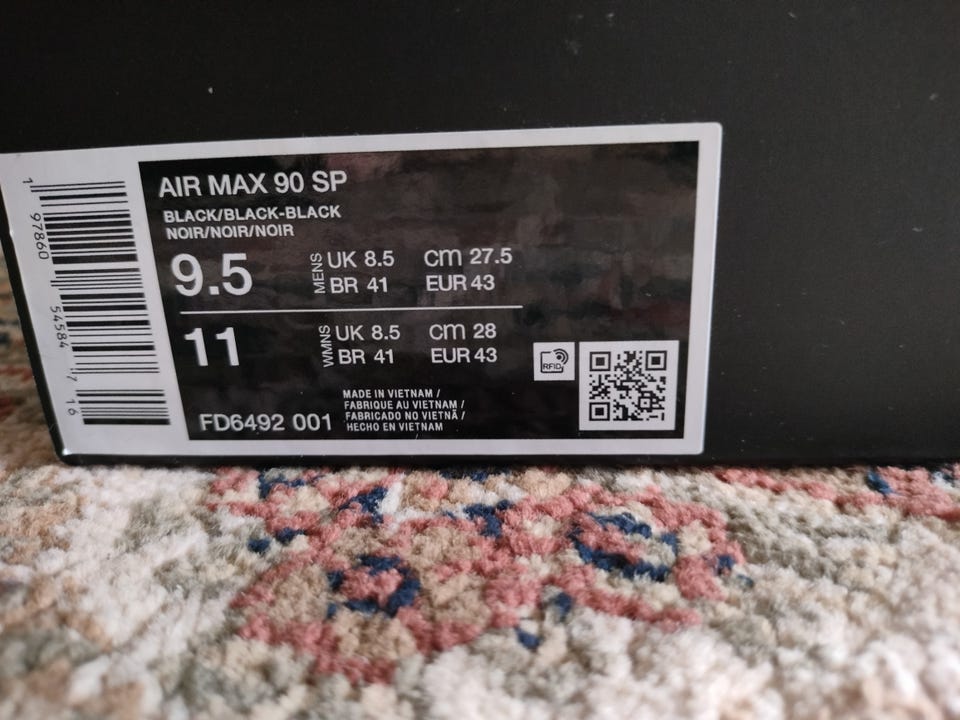 AIR MAX 90 SP
BLACK/BLACK-BLACK
NOIR/NOIR/NOIR
9.5 MENS UK 8.5 cm 27.5
BR 41 EUR 43
11 WMNS UK 8.5 cm 28
BR 41 EUR 43
RFID
FD6492 001
MADE IN VIETNAM /
FABRIQUE AU VIETNAM /
FABRICADO NO VIETNÃ /
HECHO EN VIETNAM
1 97860 54584 7 16